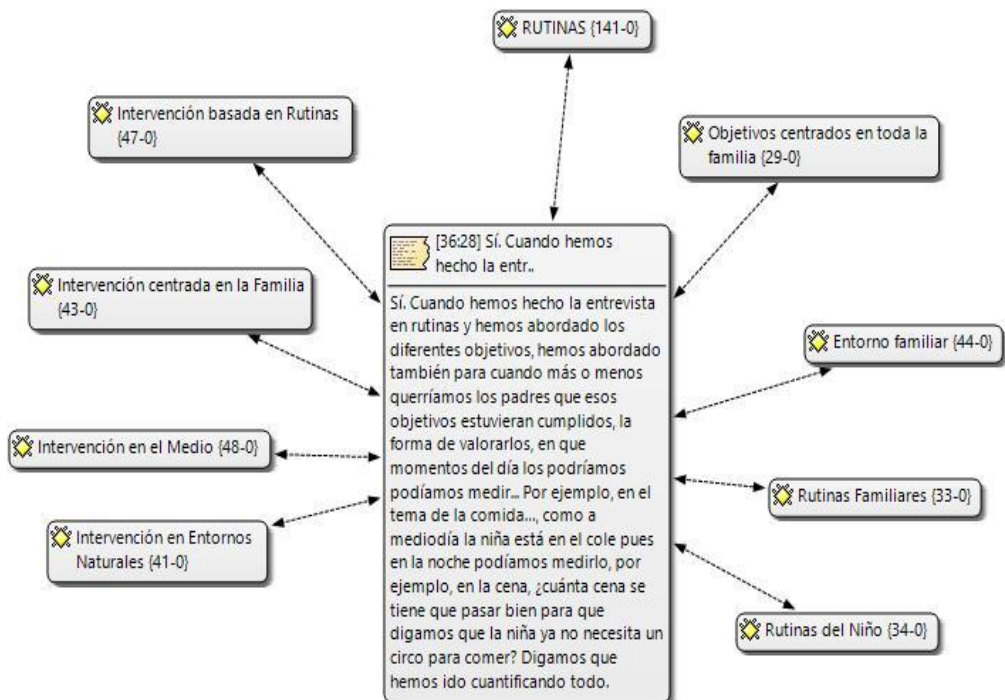 RUTINAS {141-0}
Intervención basada en Rutinas
{47-0}
Objetivos centrados en toda la
familia {29-0}
[36:28] Sí. Cuando hemos
hecho la entr..
Intervención centrada en la Familia
{43-0}
Sí. Cuando hemos hecho la entrevista
en rutinas y hemos abordado los
diferentes objetivos, hemos abordado
también para cuando más o menos
querríamos los padres que esos
objetivos estuvieran cumplidos, la
forma de valorarlos, en que
momentos del día los podríamos
podíamos medir... Por ejemplo, en el
tema de la comida..., como a
mediodía la niña está en el cole pues
en la noche podíamos medirlo, por
ejemplo, en la cena, ¿cuánta cena se
tiene que pasar bien para que
digamos que la niña ya no necesita un
circo para comer? Digamos que
hemos ido cuantificando todo.
Entorno familiar {44-0}
Intervención en el Medio {48-0}
Rutinas Familiares {33-0}
Intervención en Entornos
Naturales {41-0}
Rutinas del Niño {34-0}